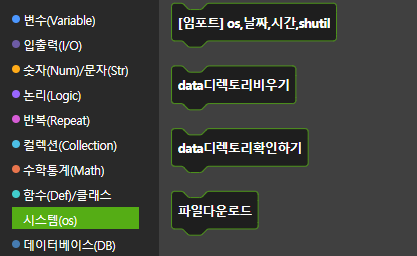 변수(Variable)
입출력(I/O)
숫자(Num)/문자(Str)
논리(Logic)
반복(Repeat)
컬렉션(Collection)
수학통계(Math)
함수(Def)/클래스
시스템(os)
데이터베이스(DB)
[임포트] os,날짜,시간,shutil
data디렉토리비우기
data디렉토리확인하기
파일다운로드